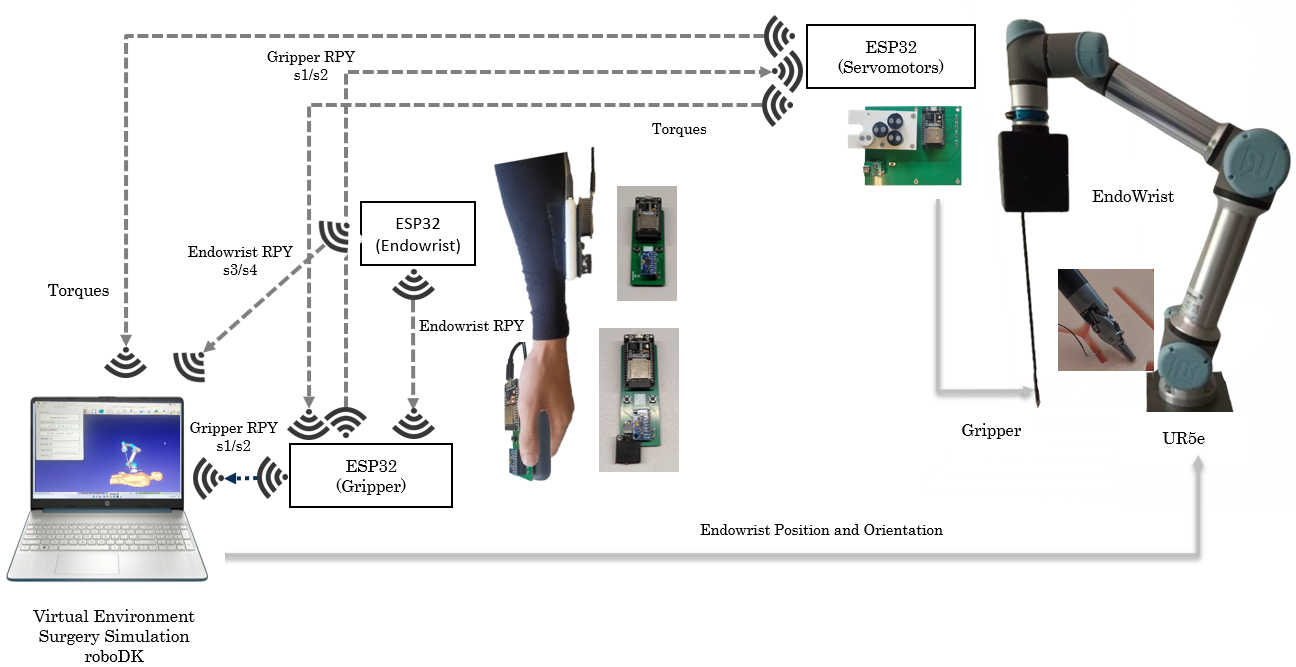 ESP32
(Servomotors)
Gripper RPY
s1/s2
Torques
EndoWrist
ESP32
(Endowrist)
Endowrist RPY
s3/s4
Torques
Endowrist RPY
Gripper RPY
s1/s2
ESP32
(Gripper)
Gripper
UR5e
Endowrist Position and Orientation
Virtual Environment
Surgery Simulation
roboDK